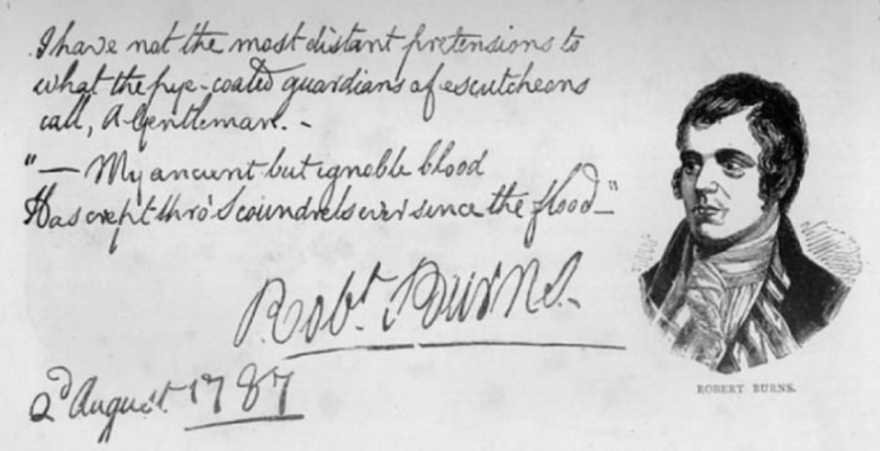 I have not the most distant pretensions to
what the pye-coated guardians of escutcheons
call, A Gentleman. -
"— My ancient but ignoble blood
Has crept thro' Scoundrels ever since the flood —"
Robt. Burns.
2d August 1787
ROBERT BURNS.